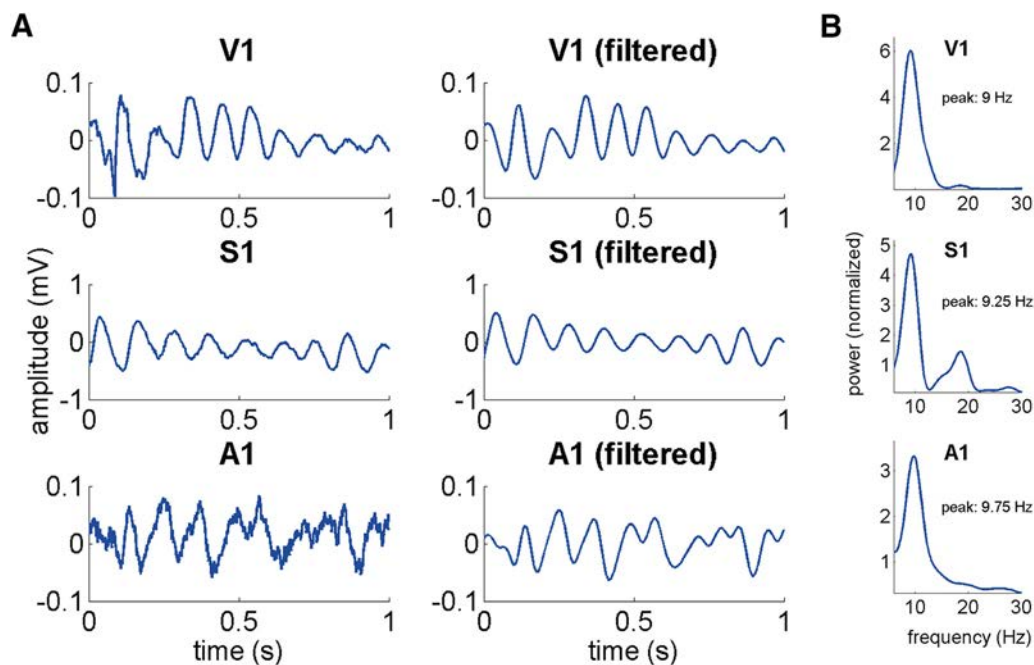 A
B
V1
V1 (filtered)
0.1
0
-0.1
0
0.5
1
0.1
0
-0.1
0
0.5
1
V1
peak: 9 Hz
6
4
2
10
20
30
S1
S1 (filtered)
amplitude (mV)
1
0
-1
0
0.5
1
1
0
-1
0
0.5
1
power (normalized)
S1
peak: 9.25 Hz
5
4
3
2
1
10
20
30
A1
A1 (filtered)
0.1
0
-0.1
0
0.5
1
time (s)
0.1
0
-0.1
0
0.5
1
time (s)
A1
peak: 9.75 Hz
3
2
1
10
20
30
frequency (Hz)